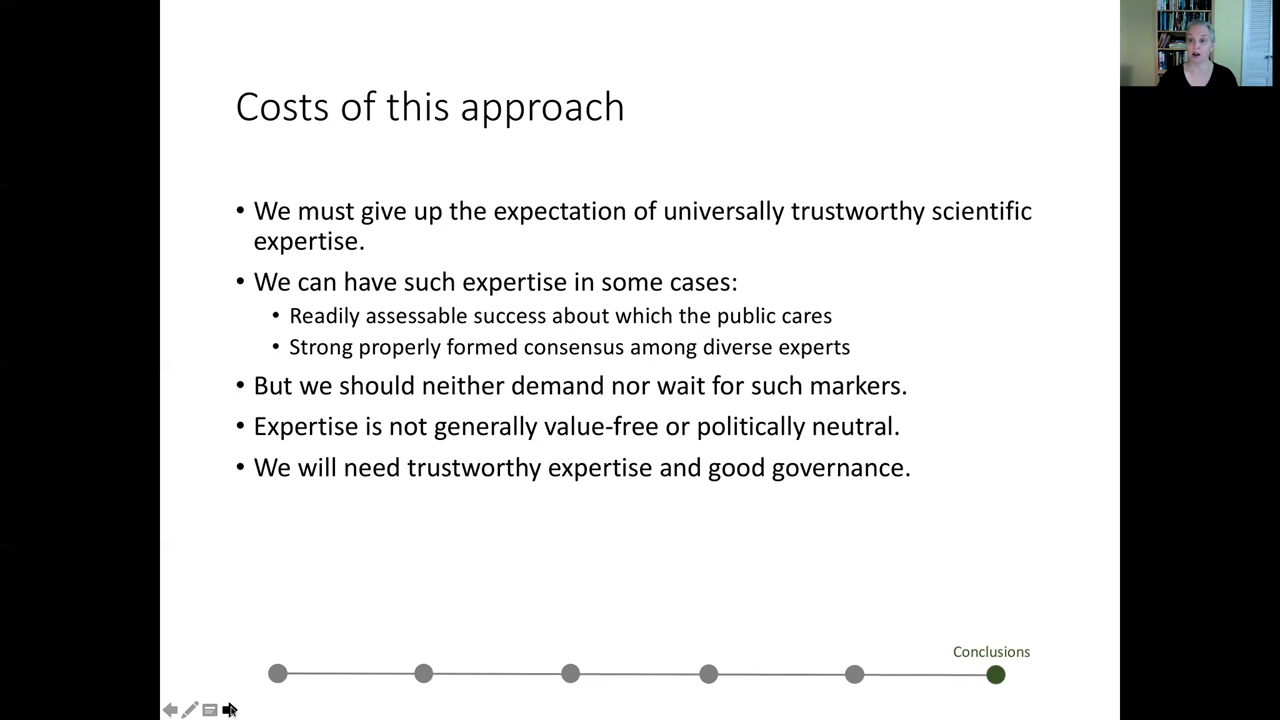 Costs of this approach
• We must give up the expectation of universally trustworthy scientific
expertise.
• We can have such expertise in some cases:
• Readily assessable success about which the public cares
• Strong properly formed consensus among diverse experts
• But we should neither demand nor wait for such markers.
• Expertise is not generally value-free or politically neutral.
• We will need trustworthy expertise and good governance.
Conclusions